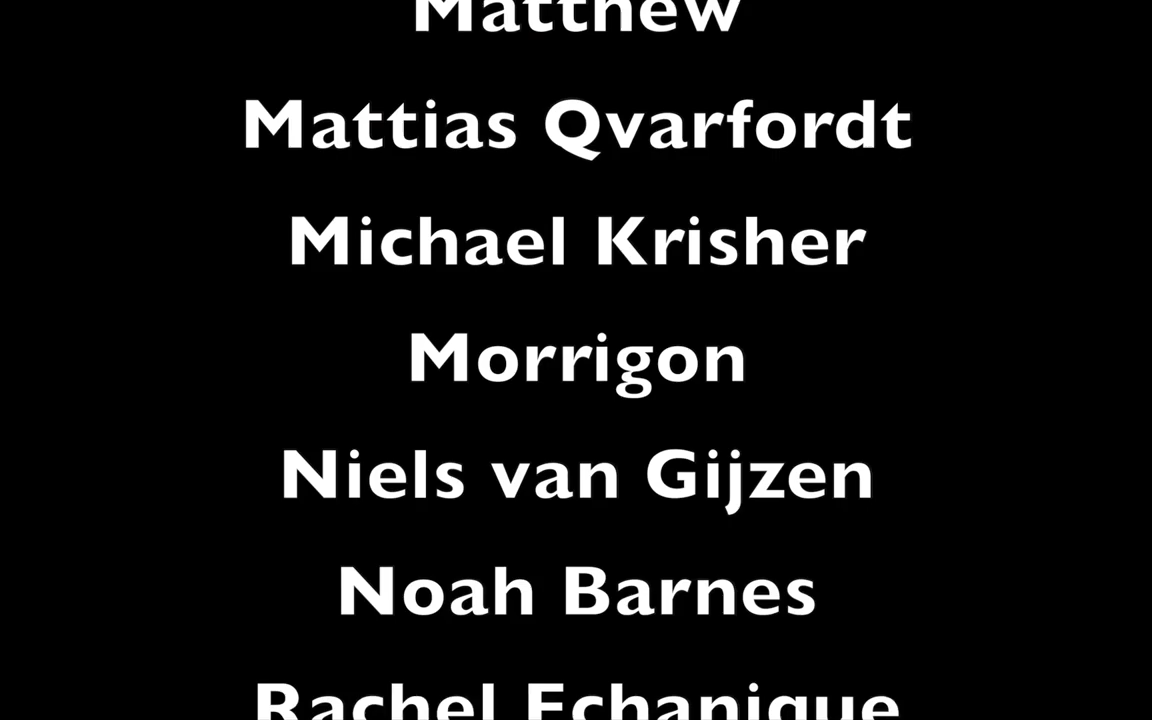 Matthew
Mattias Qvarfordt
Michael Krisher
Morrigon
Niels van Gijzen
Noah Barnes
Rachel Echanique